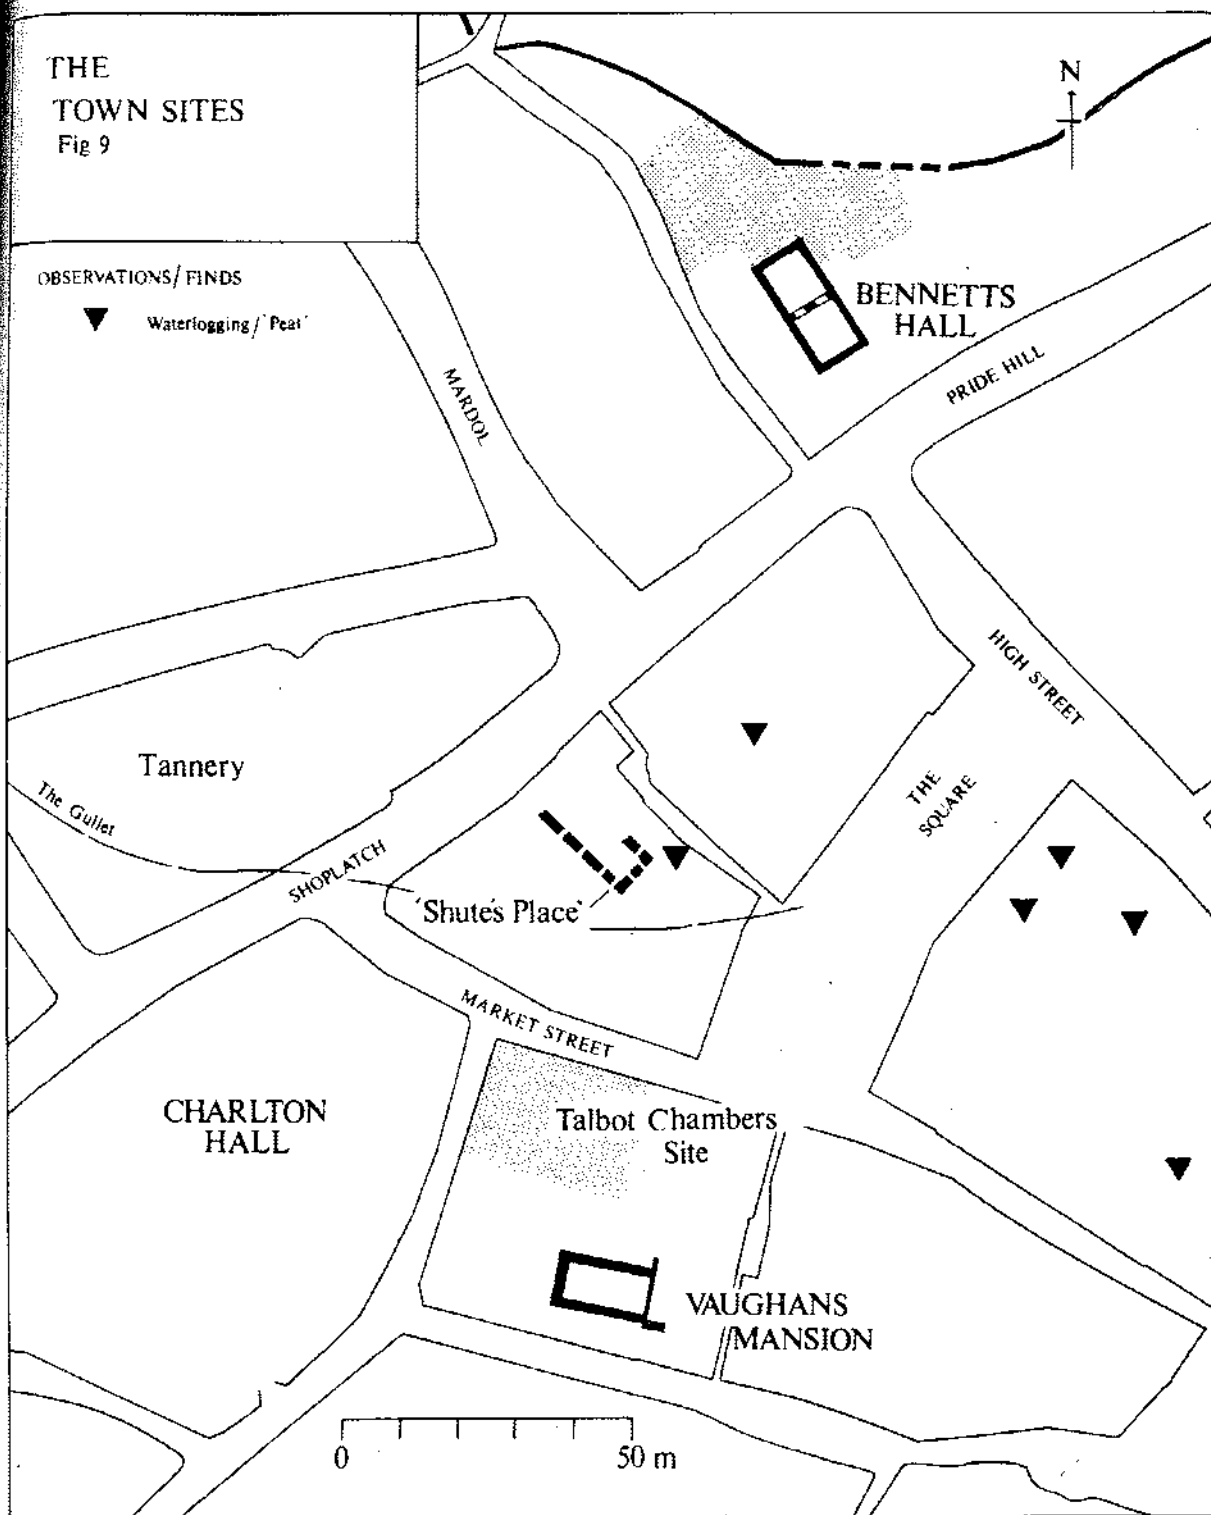 THE
TOWN SITES
Fig 9
N
OBSERVATIONS/FINDS
Waterlogging/'Peat'
BENNETTS
HALL
PRIDE HILL
MARDOL
HIGH STREET
Tannery
The Gullet
THE
SQUARE
SHOPLATCH
'Shute's Place'
MARKET STREET
CHARLTON
HALL
Talbot Chambers
Site
VAUGHANS
MANSION
0 50 m